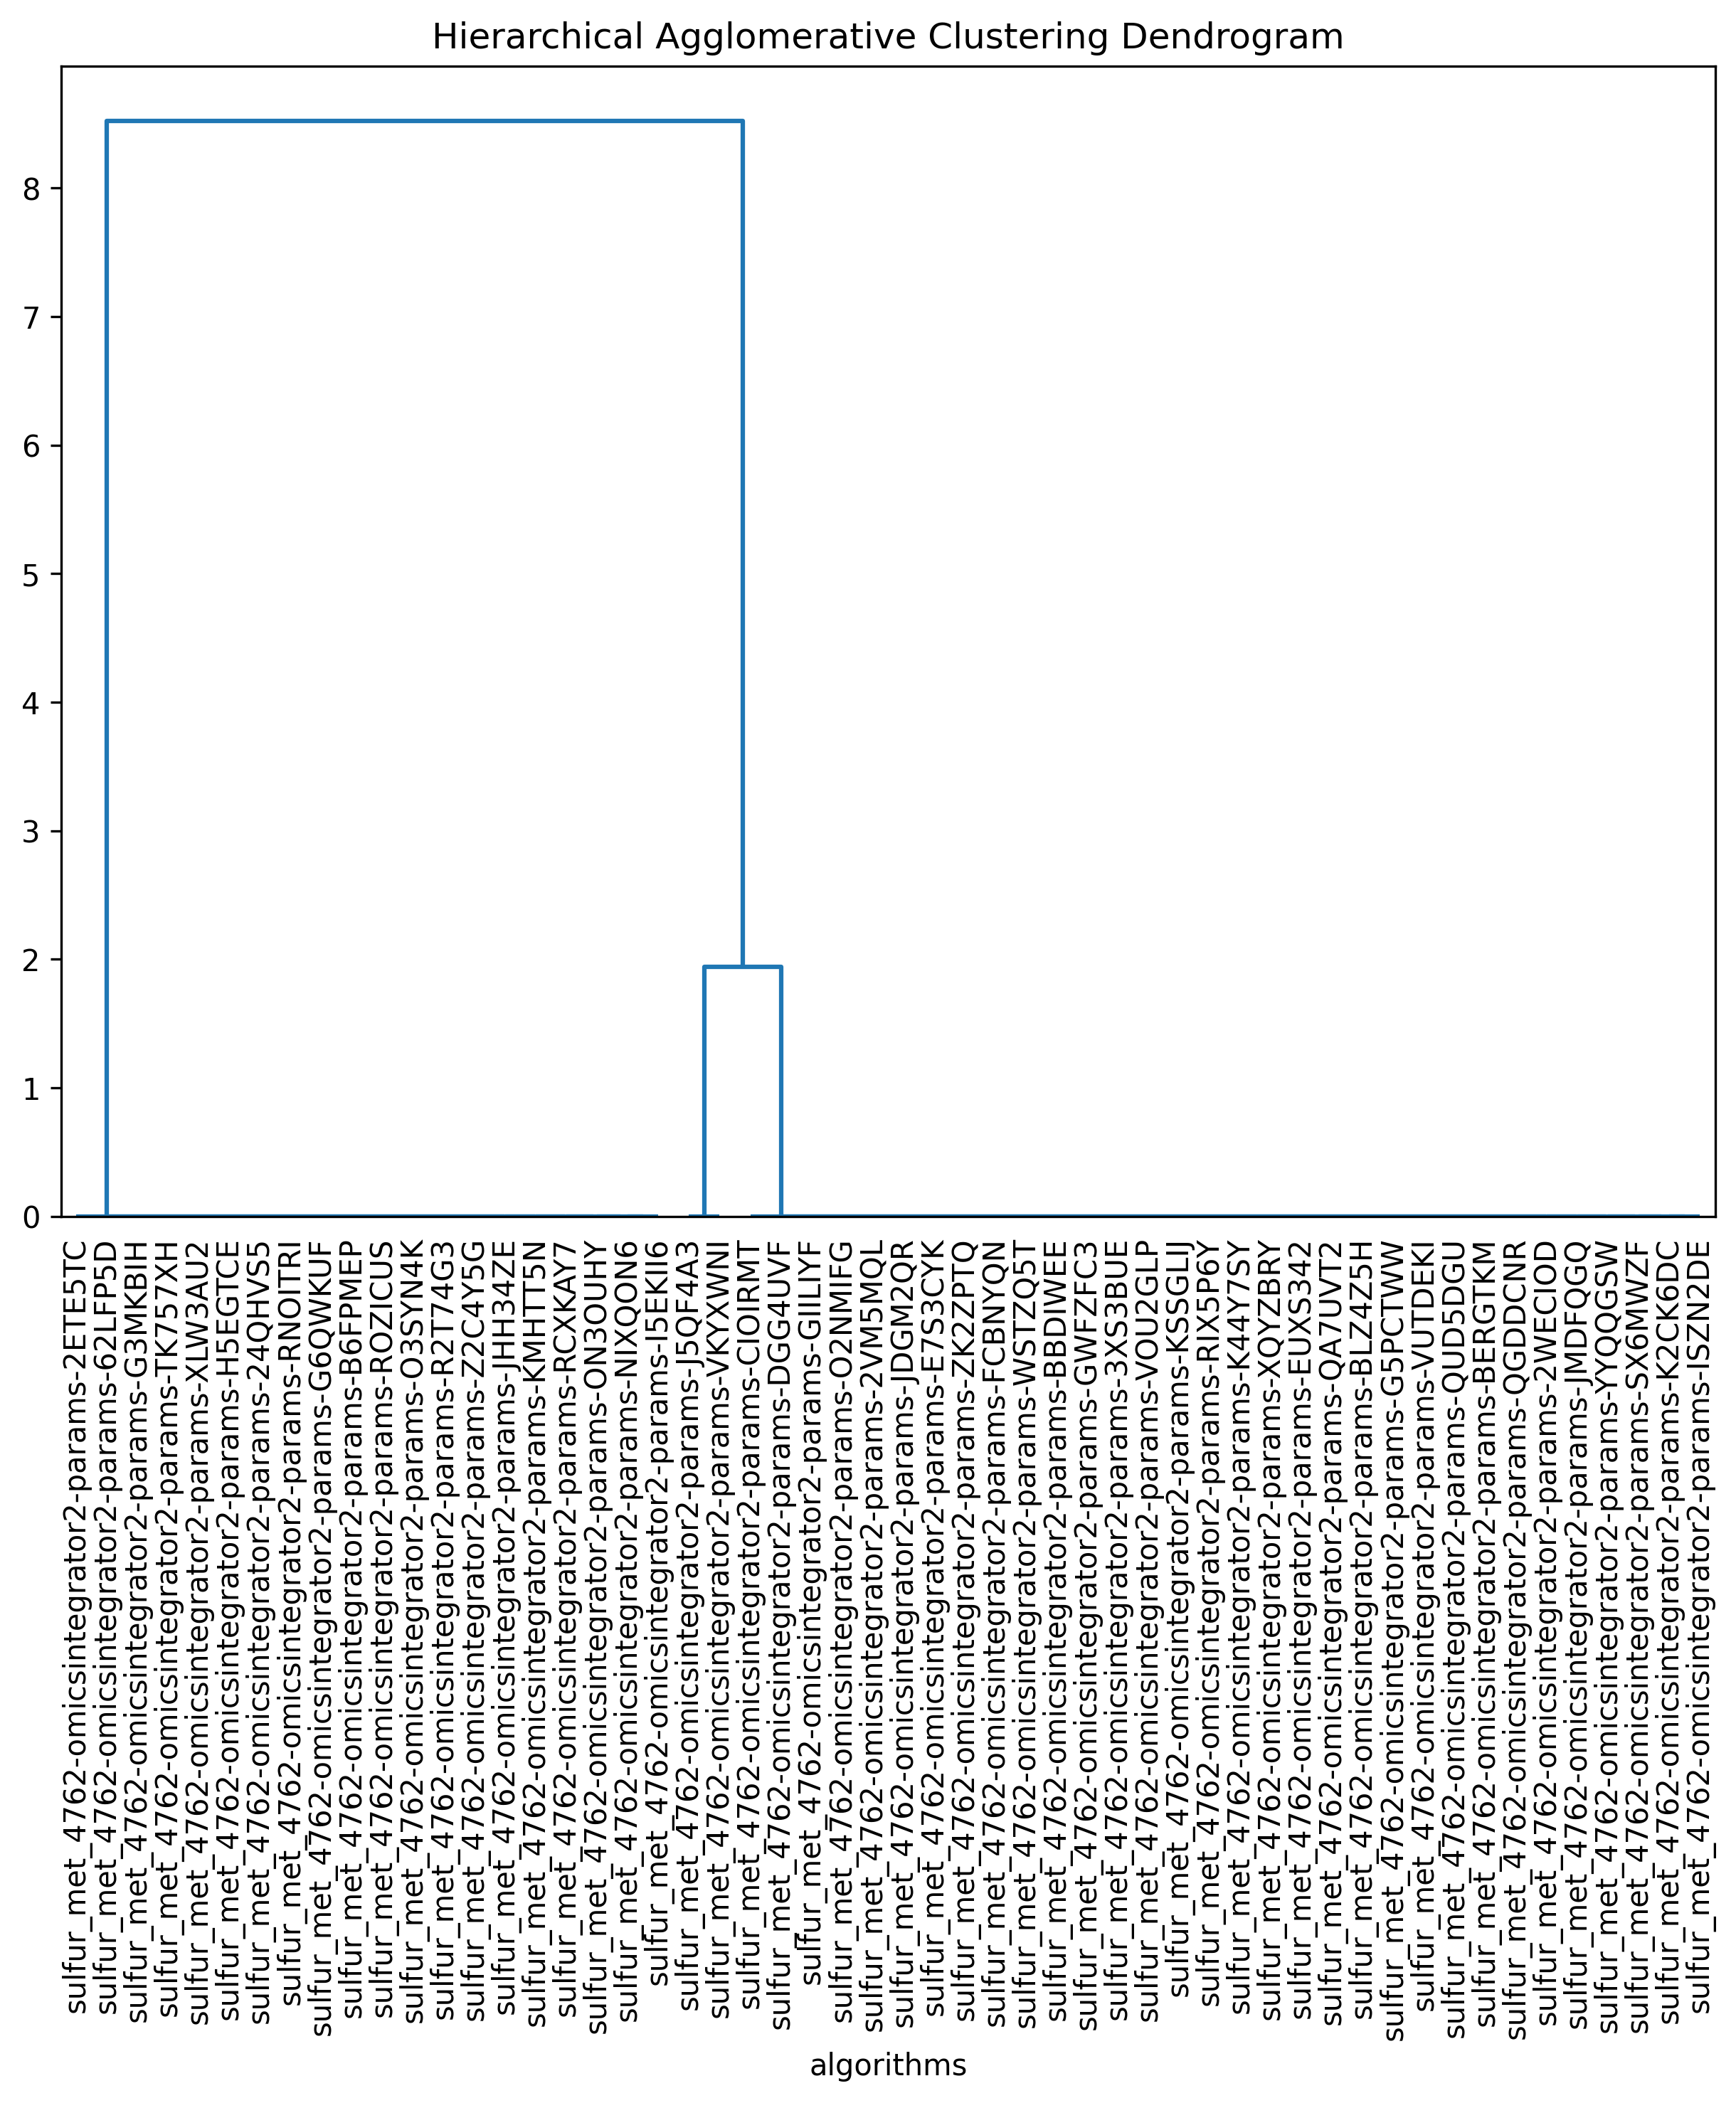 Hierarchical Agglomerative Clustering Dendrogram
8
7
6
5
4
3
2
1
0
sulfur_met_4762-omicsintegrator2-params-2ETE5TC
sulfur_met_4762-omicsintegrator2-params-62LFP5D
sulfur_met_4762-omicsintegrator2-params-G3MKBIH
sulfur_met_4762-omicsintegrator2-params-TK757XH
sulfur_met_4762-omicsintegrator2-params-XLW3AU2
sulfur_met_4762-omicsintegrator2-params-H5EGTCE
sulfur_met_4762-omicsintegrator2-params-24QHVS5
sulfur_met_4762-omicsintegrator2-params-RNOITRI
sulfur_met_4762-omicsintegrator2-params-G6QWKUF
sulfur_met_4762-omicsintegrator2-params-B6FPMEP
sulfur_met_4762-omicsintegrator2-params-ROZICUS
sulfur_met_4762-omicsintegrator2-params-O3SYN4K
sulfur_met_4762-omicsintegrator2-params-R2T74G3
sulfur_met_4762-omicsintegrator2-params-Z2C4Y5G
sulfur_met_4762-omicsintegrator2-params-JHH34ZE
sulfur_met_4762-omicsintegrator2-params-KMHTT5N
sulfur_met_4762-omicsintegrator2-params-RCXKAY7
sulfur_met_4762-omicsintegrator2-params-ON3OUHY
sulfur_met_4762-omicsintegrator2-params-NIXQON6
sulfur_met_4762-omicsintegrator2-params-I5EKII6
sulfur_met_4762-omicsintegrator2-params-J5QF4A3
sulfur_met_4762-omicsintegrator2-params-VKYXWNI
sulfur_met_4762-omicsintegrator2-params-CIOIRMT
sulfur_met_4762-omicsintegrator2-params-DGG4UVF
sulfur_met_4762-omicsintegrator2-params-GIILIYF
sulfur_met_4762-omicsintegrator2-params-O2NMIFG
sulfur_met_4762-omicsintegrator2-params-2VM5MQL
sulfur_met_4762-omicsintegrator2-params-JDGM2QR
sulfur_met_4762-omicsintegrator2-params-E7S3CYK
sulfur_met_4762-omicsintegrator2-params-ZK2ZPTQ
sulfur_met_4762-omicsintegrator2-params-FCBNYQN
sulfur_met_4762-omicsintegrator2-params-WSTZQ5T
sulfur_met_4762-omicsintegrator2-params-BBDIWEE
sulfur_met_4762-omicsintegrator2-params-GWFZFC3
sulfur_met_4762-omicsintegrator2-params-3XS3BUE
sulfur_met_4762-omicsintegrator2-params-VOU2GLP
sulfur_met_4762-omicsintegrator2-params-KSSGLIJ
sulfur_met_4762-omicsintegrator2-params-RIX5P6Y
sulfur_met_4762-omicsintegrator2-params-K44Y7SY
sulfur_met_4762-omicsintegrator2-params-XQYZBRY
sulfur_met_4762-omicsintegrator2-params-EUXS342
sulfur_met_4762-omicsintegrator2-params-QA7UVT2
sulfur_met_4762-omicsintegrator2-params-BLZ4Z5H
sulfur_met_4762-omicsintegrator2-params-G5PCTWW
sulfur_met_4762-omicsintegrator2-params-VUTDEKI
sulfur_met_4762-omicsintegrator2-params-QUD5DGU
sulfur_met_4762-omicsintegrator2-params-BERGTKM
sulfur_met_4762-omicsintegrator2-params-QGDDCNR
sulfur_met_4762-omicsintegrator2-params-2WECIOD
sulfur_met_4762-omicsintegrator2-params-JMDFQGQ
sulfur_met_4762-omicsintegrator2-params-YYQQGSW
sulfur_met_4762-omicsintegrator2-params-SX6MWZF
sulfur_met_4762-omicsintegrator2-params-K2CK6DC
sulfur_met_4762-omicsintegrator2-params-ISZN2DE
algorithms